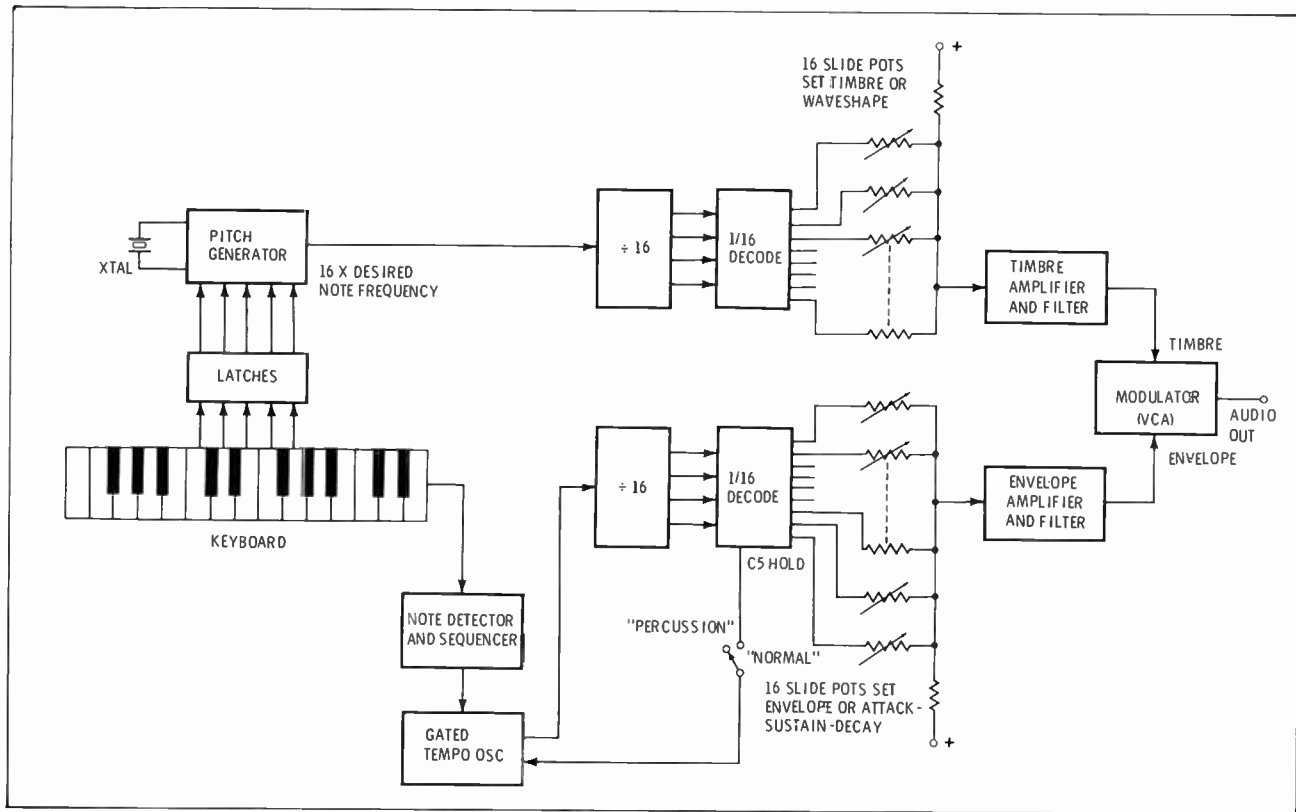 16 SLIDE POTS
SET TIMBRE OR
WAVESHAPE
+
XTAL
PITCH
GENERATOR
16 X DESIRED
NOTE FREQUENCY
÷ 16
1/16
DECODE
TIMBRE
AMPLIFIER
AND FILTER
TIMBRE
LATCHES
MODULATOR
(VCA)
AUDIO
OUT
ENVELOPE
KEYBOARD
÷ 16
1/16
DECODE
ENVELOPE
AMPLIFIER
AND FILTER
C5 HOLD
NOTE DETECTOR
AND SEQUENCER
"PERCUSSION"
"NORMAL"
16 SLIDE POTS SET
ENVELOPE OR ATTACK-
SUSTAIN-DECAY
GATED
TEMPO OSC
+